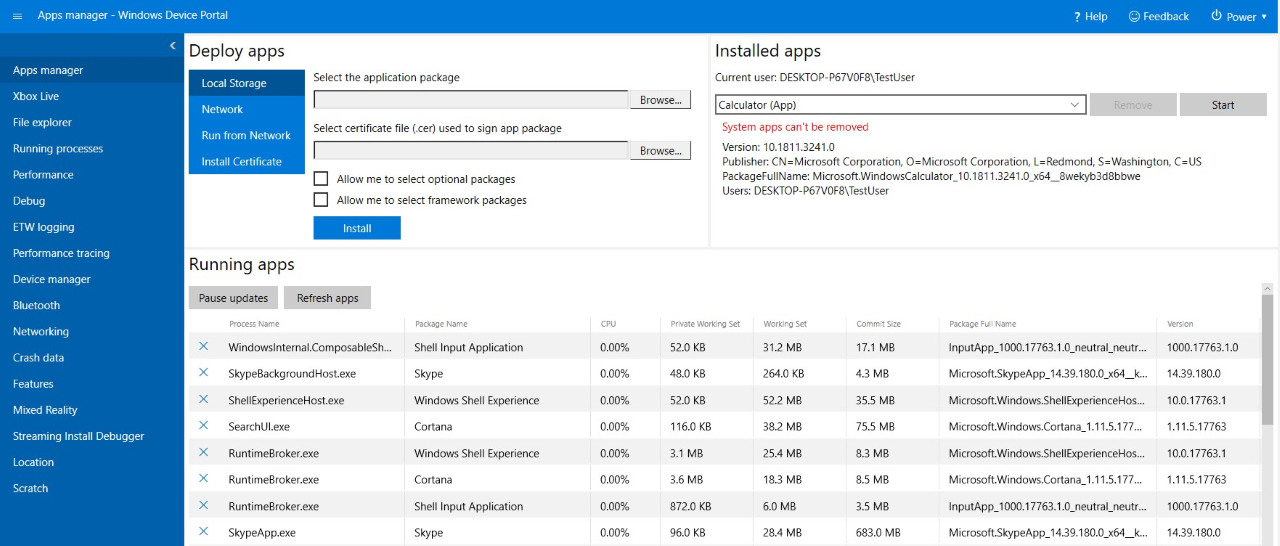 Apps manager - Windows Device Portal
? Help
Feedback
Power
Apps manager
Xbox Live
File explorer
Running processes
Performance
Debug
ETW logging
Performance tracing
Device manager
Bluetooth
Networking
Crash data
Features
Mixed Reality
Streaming Install Debugger
Location
Scratch
Deploy apps
Local Storage
Network
Run from Network
Install Certificate
Select the application package
Browse...
Select certificate file (.cer) used to sign app package
Browse...
Allow me to select optional packages
Allow me to select framework packages
Install
Installed apps
Current user: DESKTOP-P67V0F8\TestUser
Calculator (App) Remove Start
System apps can't be removed
Version: 10.1811.3241.0
Publisher: CN=Microsoft Corporation, O=Microsoft Corporation, L=Redmond, S=Washington, C=US
PackageFullName: Microsoft.WindowsCalculator_10.1811.3241.0_x64__8wekyb3d8bbwe
Users: DESKTOP-P67V0F8\TestUser
Running apps
Pause updates Refresh apps
Process Name Package Name CPU Private Working Set Working Set Commit Size Package Full Name Version
WindowsInternal.ComposableSh... Shell Input Application 0.00% 52.0 KB 31.2 MB 17.1 MB InputApp_1000.17763.1.0_neutral_neutr... 1000.17763.1.0
SkypeBackgroundHost.exe Skype 0.00% 48.0 KB 264.0 KB 4.3 MB Microsoft.SkypeApp_14.39.180.0_x64__k... 14.39.180.0
ShellExperienceHost.exe Windows Shell Experience 0.00% 52.0 KB 52.2 MB 35.5 MB Microsoft.Windows.ShellExperienceHos... 10.0.17763.1
SearchUI.exe Cortana 0.00% 116.0 KB 38.2 MB 75.5 MB Microsoft.Windows.Cortana_1.11.5.177... 1.11.5.17763
RuntimeBroker.exe Windows Shell Experience 0.00% 3.1 MB 25.4 MB 8.3 MB Microsoft.Windows.ShellExperienceHos... 10.0.17763.1
RuntimeBroker.exe Cortana 0.00% 3.6 MB 18.3 MB 8.5 MB Microsoft.Windows.Cortana_1.11.5.177... 1.11.5.17763
RuntimeBroker.exe Shell Input Application 0.00% 872.0 KB 6.0 MB 3.5 MB InputApp_1000.17763.1.0_neutral_neutr... 1000.17763.1.0
SkypeApp.exe Skype 0.00% 96.0 KB 28.4 MB 683.0 MB Microsoft.SkypeApp_14.39.180.0_x64__k... 14.39.180.0